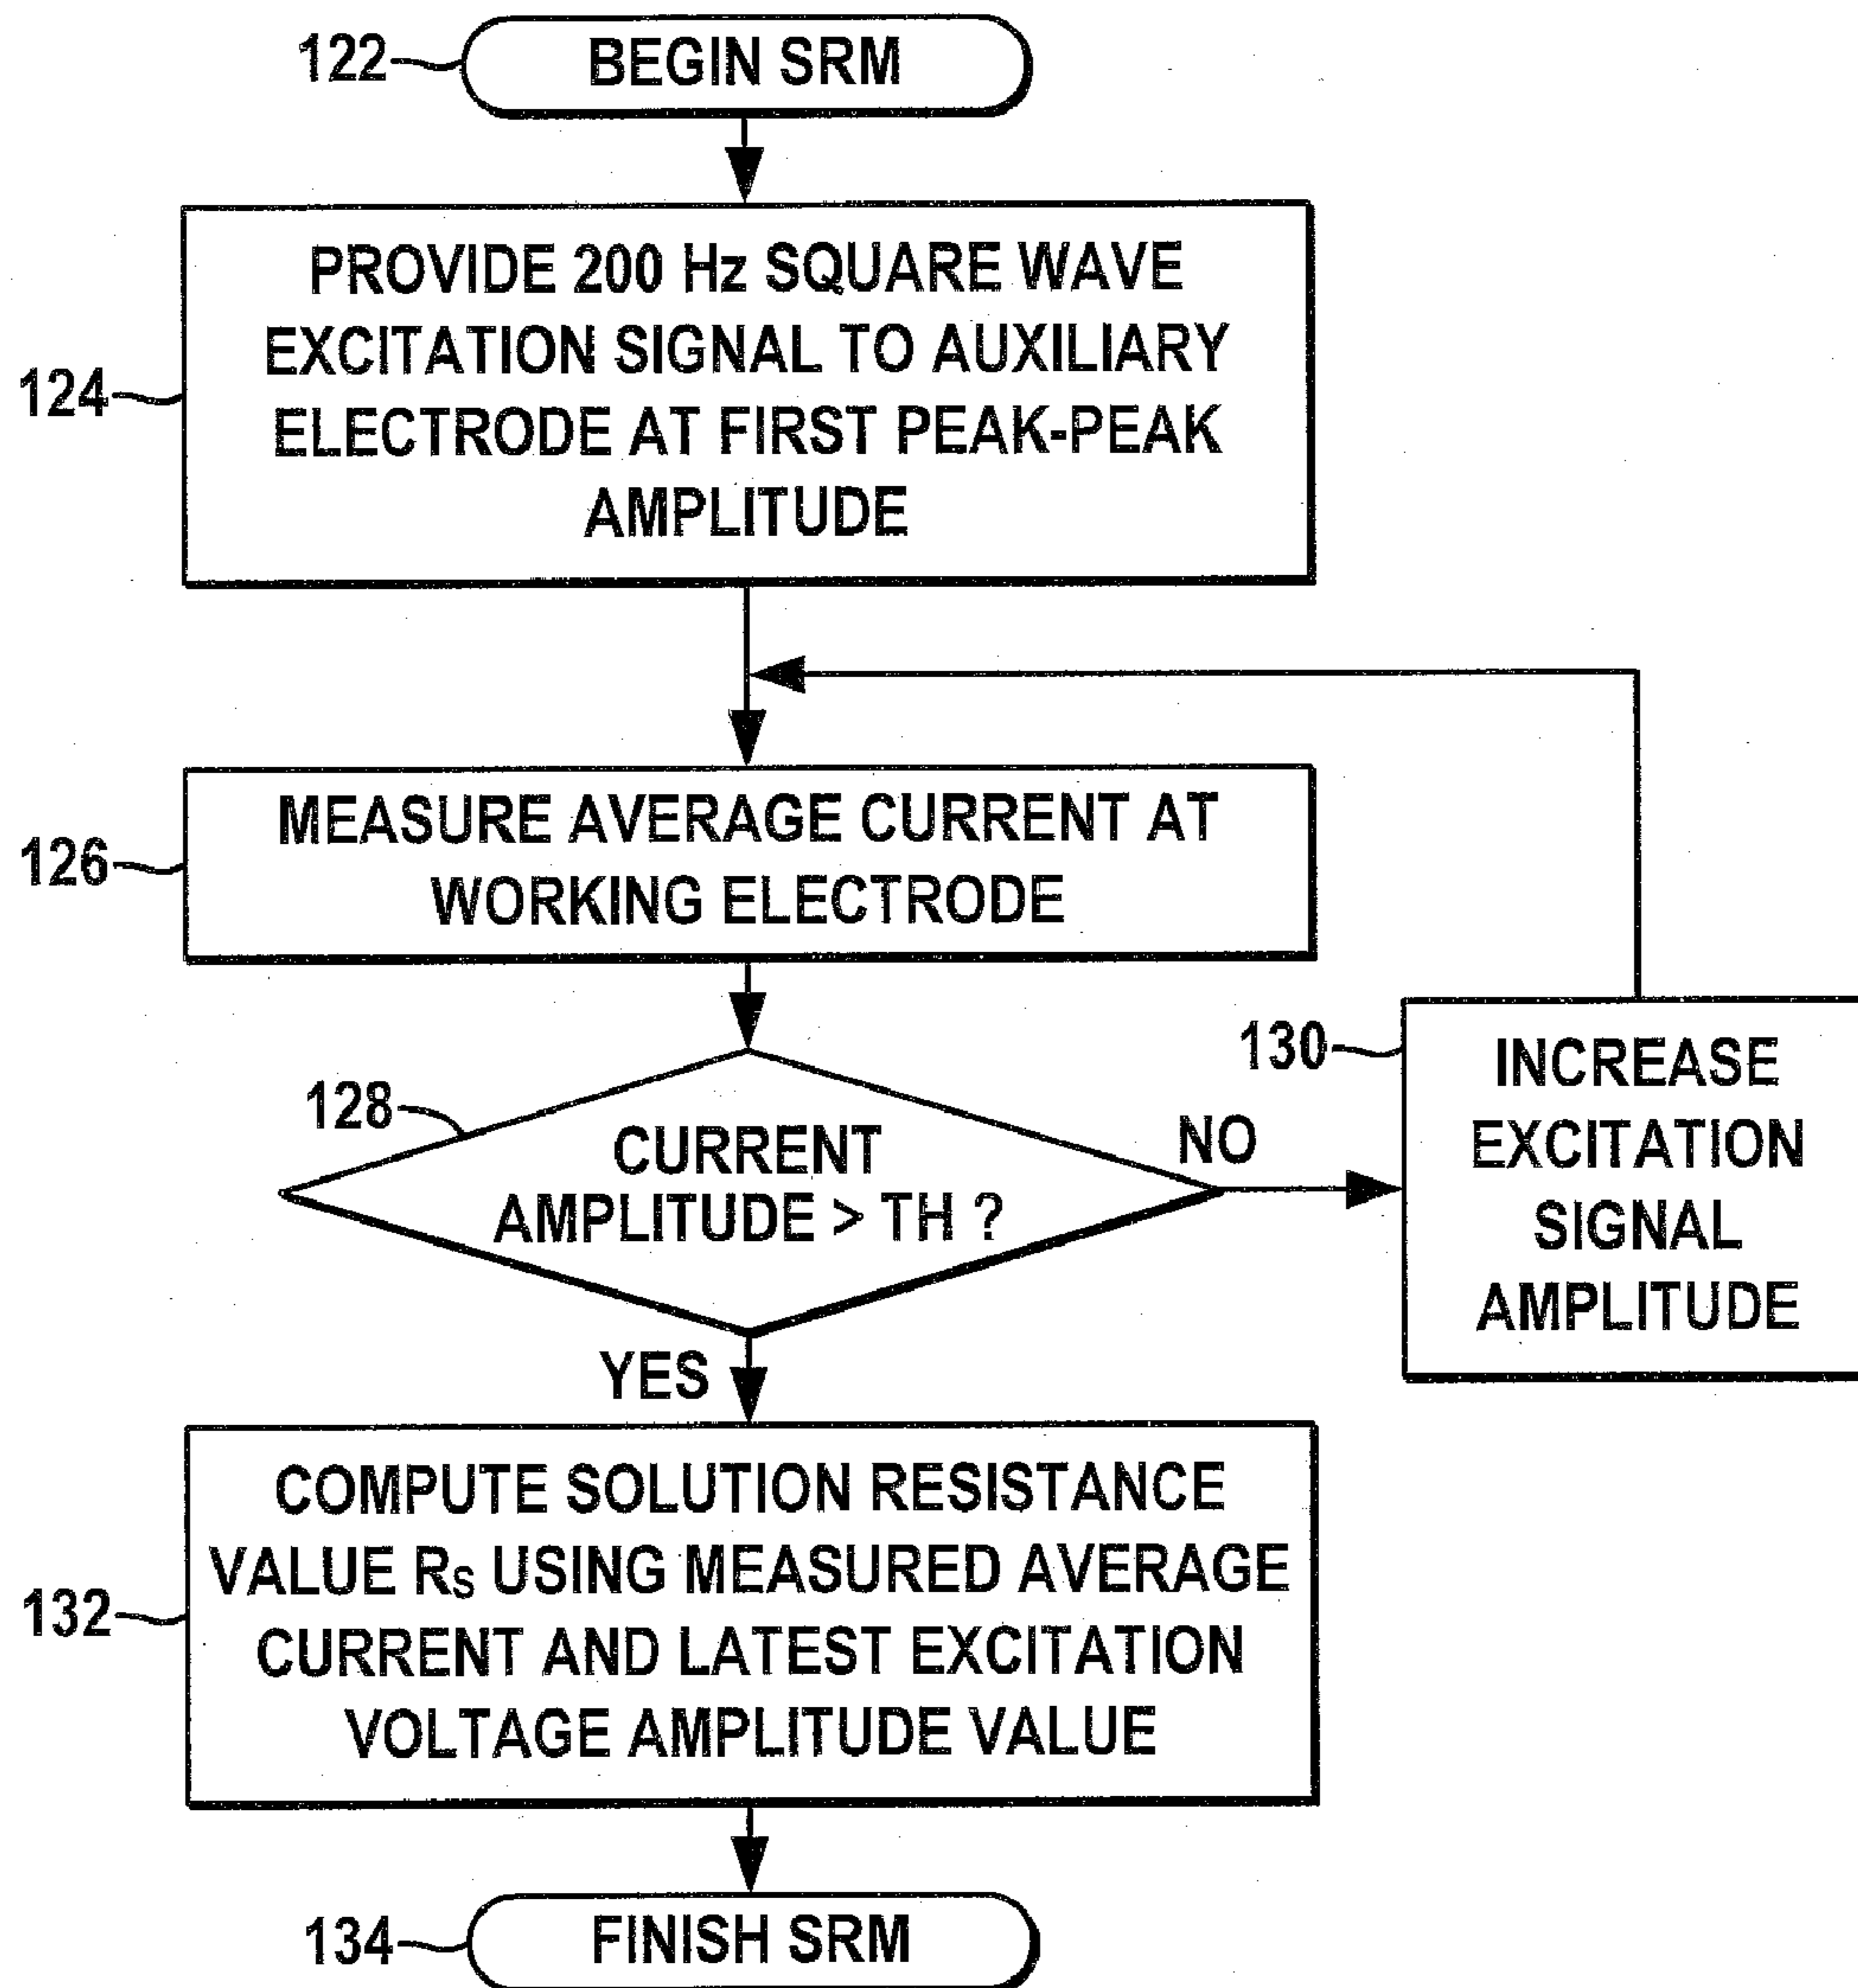 122
BEGIN SRM
124
PROVIDE 200 Hz SQUARE WAVE
EXCITATION SIGNAL TO AUXILIARY
ELECTRODE AT FIRST PEAK-PEAK
AMPLITUDE
126
MEASURE AVERAGE CURRENT AT
WORKING ELECTRODE
128
CURRENT
AMPLITUDE > TH ?
NO
130
INCREASE
EXCITATION
SIGNAL
AMPLITUDE
YES
132
COMPUTE SOLUTION RESISTANCE
VALUE RS USING MEASURED AVERAGE
CURRENT AND LATEST EXCITATION
VOLTAGE AMPLITUDE VALUE
134
FINISH SRM